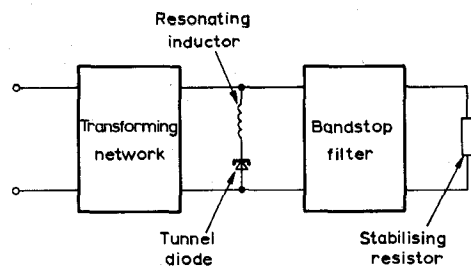 Resonating
inductor
Transforming
network
Bandstop
filter
Tunnel
diode
Stabilising
resistor